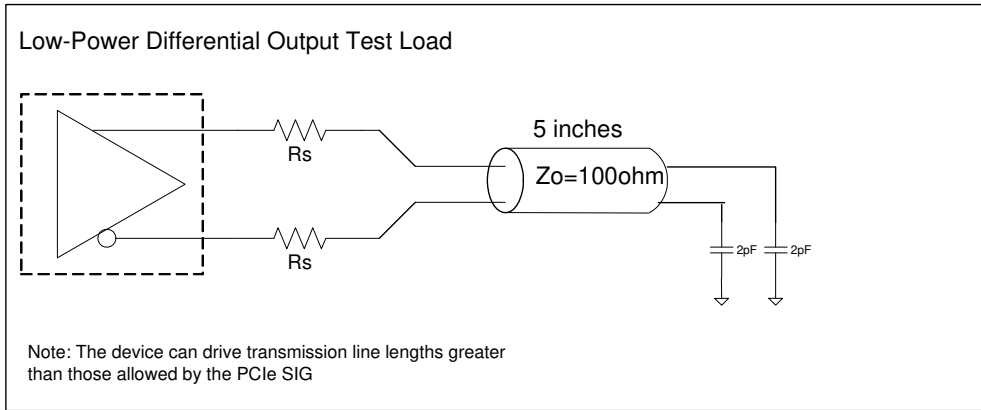 Low-Power Differential Output Test Load
Rs
5 inches
Zo=100ohm
Rs
2pF
2pF
Note: The device can drive transmission line lengths greater
than those allowed by the PCIe SIG